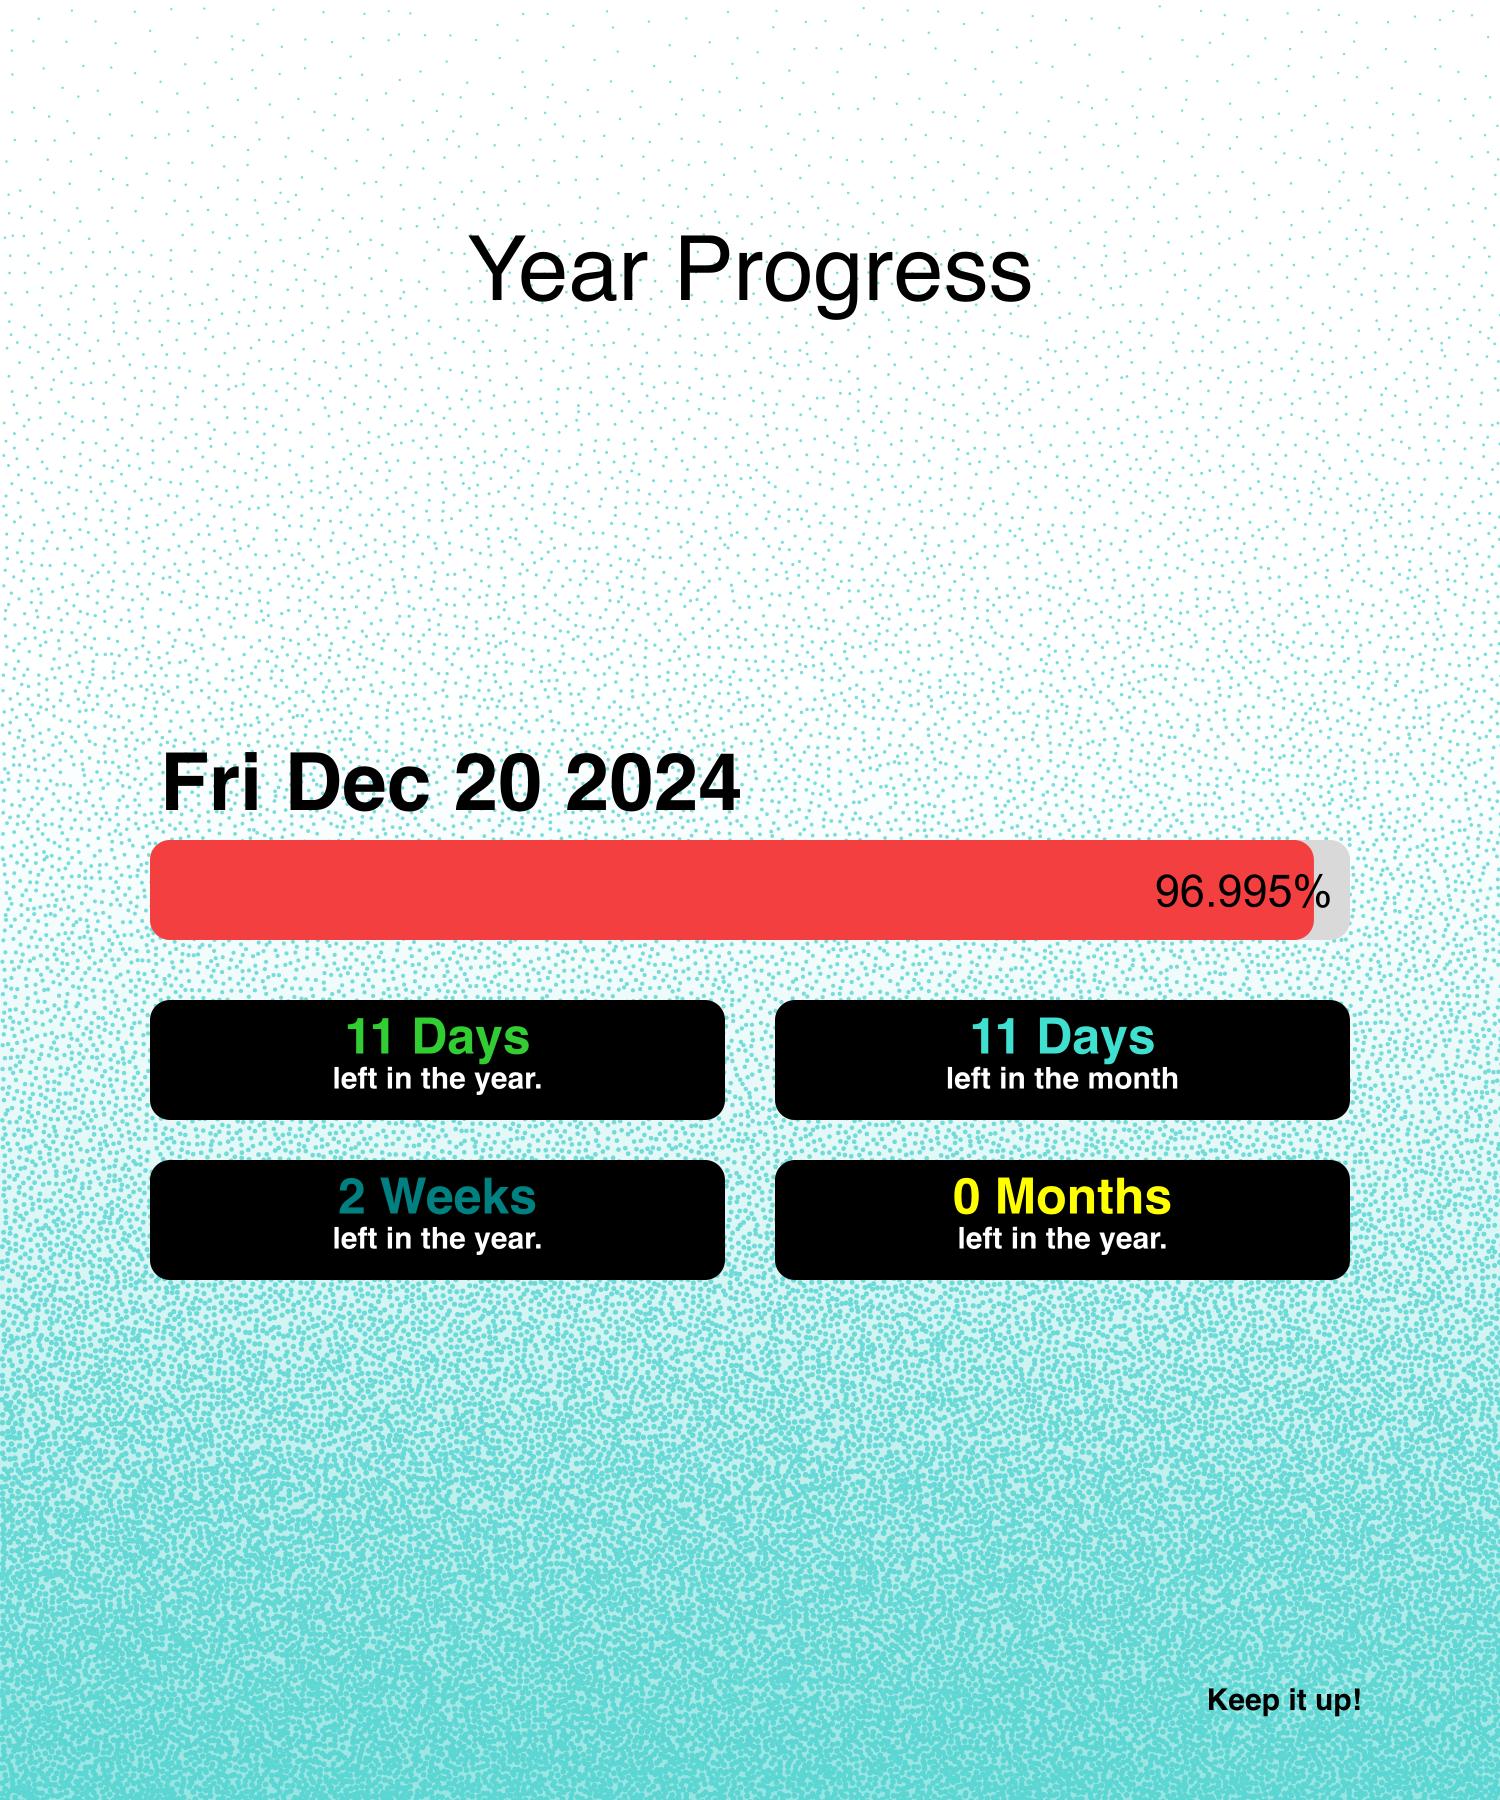 Year Progress
Fri Dec 20 2024
96.995%
11 Days
left in the year.
11 Days
left in the month
2 Weeks
left in the year.
0 Months
left in the year.
Keep it up!